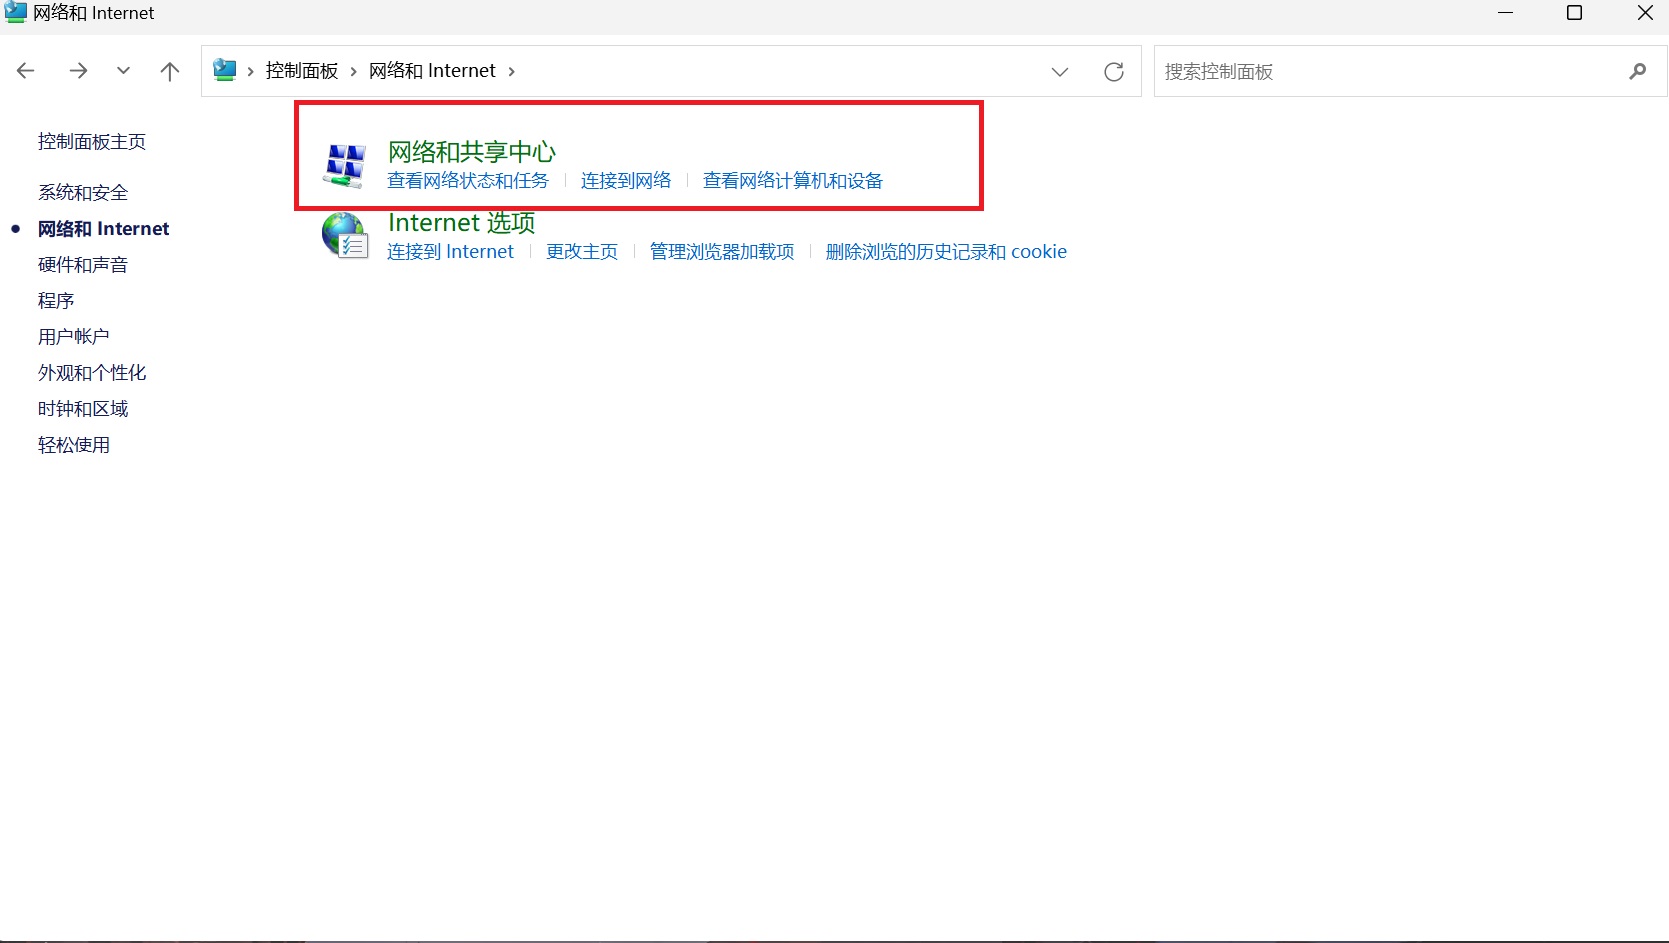 网络和 Internet
控制面板 › 网络和 Internet ›
搜索控制面板
控制面板主页
系统和安全
网络和 Internet
硬件和声音
程序
用户帐户
外观和个性化
时钟和区域
轻松使用
网络和共享中心
查看网络状态和任务 | 连接到网络 | 查看网络计算机和设备
Internet 选项
连接到 Internet | 更改主页 | 管理浏览器加载项 | 删除浏览的历史记录和 cookie